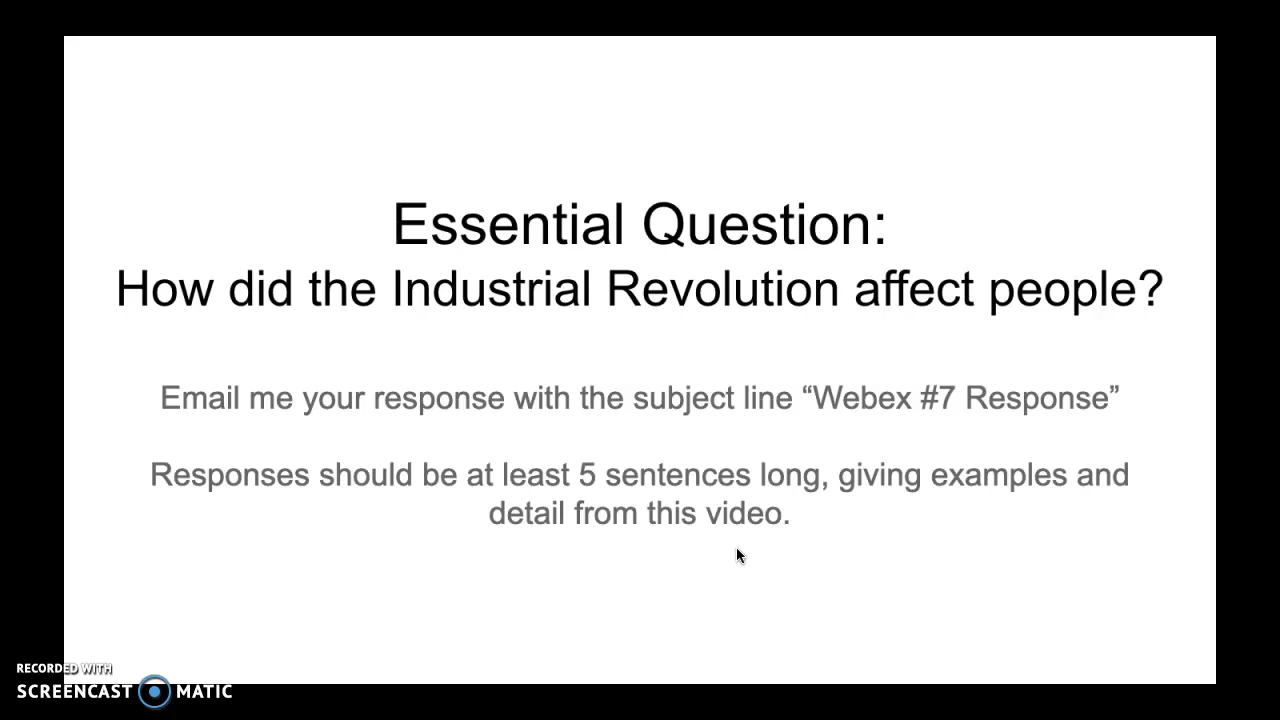 Essential Question:
How did the Industrial Revolution affect people?
Email me your response with the subject line “Webex #7 Response”
Responses should be at least 5 sentences long, giving examples and
detail from this video.
RECORDED WITH
SCREENCAST MATIC